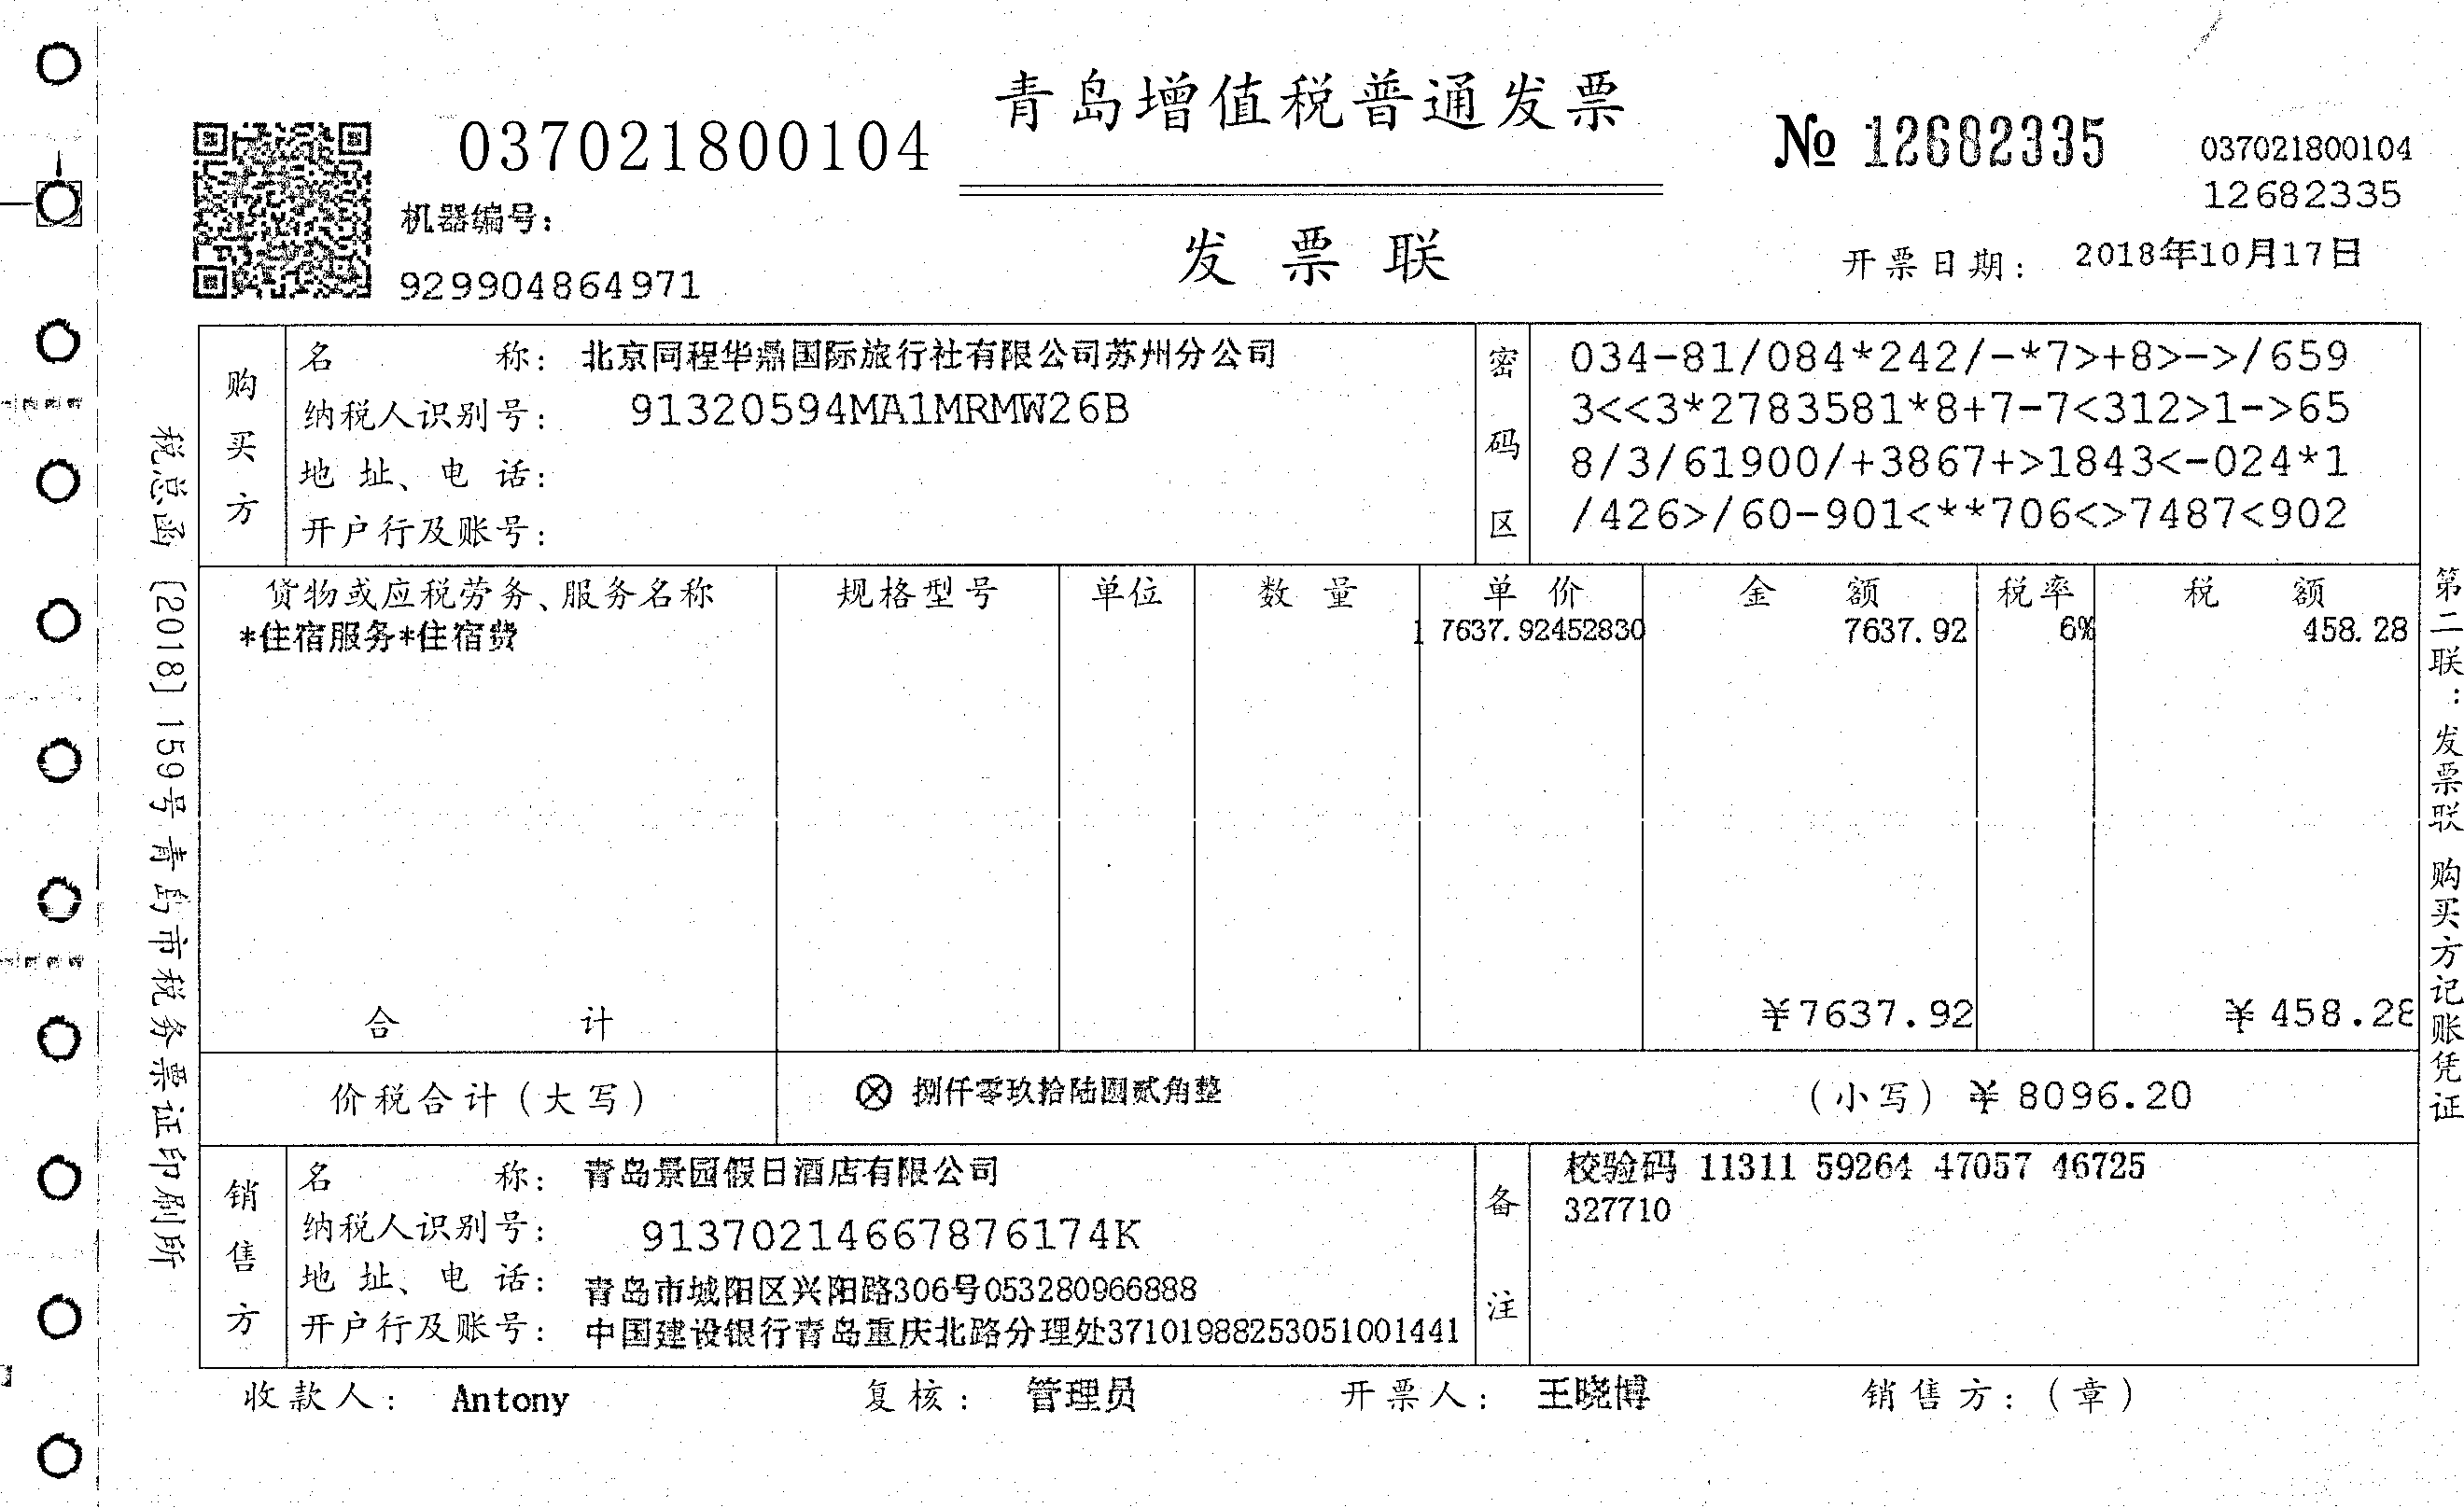 青岛增值税普通发票
037021800104
№ 12682335
037021800104
12682335
机器编号:
929904864971
发票联
开票日期: 2018年10月17日
购买方
名称: 北京同程华鼎国际旅行社有限公司苏州分公司
纳税人识别号: 91320594MA1MRMW26B
地址、电话:
开户行及账号:
密码区
034-81/084*242/-*7>+8>->/659
3<<3*2783581*8+7-7<312>1->65
8/3/61900/+3867+>1843<-024*1
/426>/60-901<**706<>7487<902
货物或应税劳务、服务名称 规格型号 单位 数量 单价 金额 税率 税额
*住宿服务*住宿费 1 7637.92452830 7637.92 6% 458.28
合计 ¥7637.92 ¥458.28
价税合计(大写) ⊗ 捌仟零玖拾陆圆贰角整 (小写) ¥8096.20
销售方
名称: 青岛景园假日酒店有限公司
纳税人识别号: 91370214667876174K
地址、电话: 青岛市城阳区兴阳路306号053280966888
开户行及账号: 中国建设银行青岛重庆北路分理处37101988253051001441
备注
校验码 11311 59264 47057 46725
327710
收款人: Antony 复核: 管理员 开票人: 王晓博 销售方:(章)
税总函〔2018〕159号青岛市税务票证印刷所
第二联:发票联 购买方记账凭证